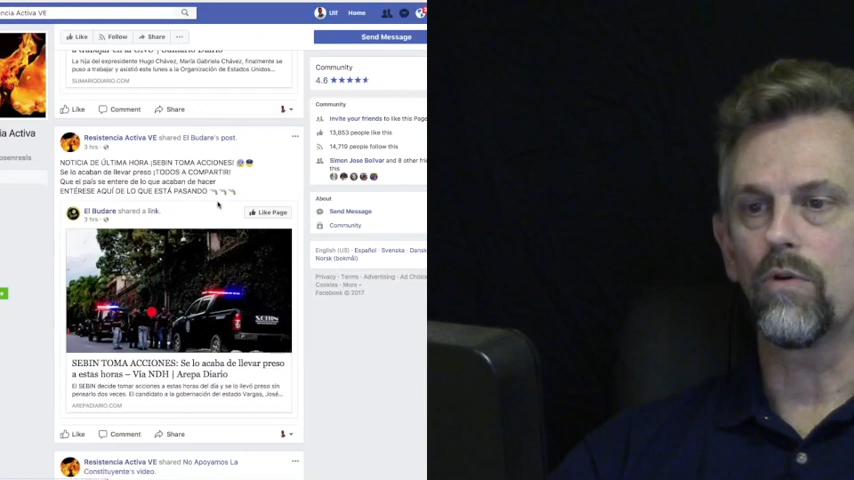 encia Activa VE
Ulf Home
Like Follow Share ...
Send Message
a trabajar en la ONU | Sumario Diario
La hija del expresidente Hugo Chávez, María Gabriela Chávez, finalmente se
puso a trabajar y asistió este lunes a la Organización de Estados Unidos...
SUMARIODIARIO.COM
Like Comment Share
Resistencia Activa VE shared El Budare's post.
3 hrs ·
NOTICIA DE ÚLTIMA HORA ¡SEBIN TOMA ACCIONES!
Se lo acaban de llevar preso ¡TODOS A COMPARTIR!
Que el país se entere de lo que acaban de hacer
ENTÉRESE AQUÍ DE LO QUE ESTÁ PASANDO
El Budare shared a link.
3 hrs ·
Like Page
SEBIN
SEBIN TOMA ACCIONES: Se lo acaba de llevar preso
a estas horas – Vía NDH | Arepa Diario
El SEBIN decide tomar acciones a estas horas del día y se lo llevó preso sin
pensarlo dos veces. El candidato a la gobernación del estado Vargas, José...
AREPADIARIO.COM
Like Comment Share
Resistencia Activa VE shared No Apoyamos La
Constituyente's video.
Activa
osenresis
Community
4.6
Community
Invite your friends to like this Page
13,853 people like this
14,719 people follow this
Simon Jose Bolivar and 8 other fri
this
About
Send Message
Community
English (US) · Español · Svenska · Dansk
Norsk (bokmål)
Privacy · Terms · Advertising · Ad Choic
Cookies · More
Facebook © 2017